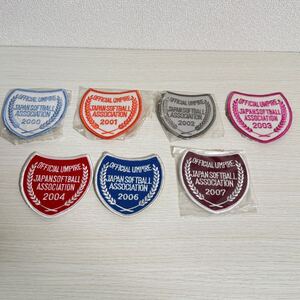 OFFICIAL UMPIRE
JAPAN SOFTBALL
ASSOCIATION
2000
OFFICIAL UMPIRE
JAPAN SOFTBALL
ASSOCIATION
2001
OFFICIAL UMPIRE
JAPAN SOFTBALL
ASSOCIATION
2002
OFFICIAL UMPIRE
JAPAN SOFTBALL
ASSOCIATION
2003
OFFICIAL UMPIRE
JAPAN SOFTBALL
ASSOCIATION
2004
OFFICIAL UMPIRE
JAPAN SOFTBALL
ASSOCIATION
2006
OFFICIAL UMPIRE
JAPAN SOFTBALL
ASSOCIATION
2007